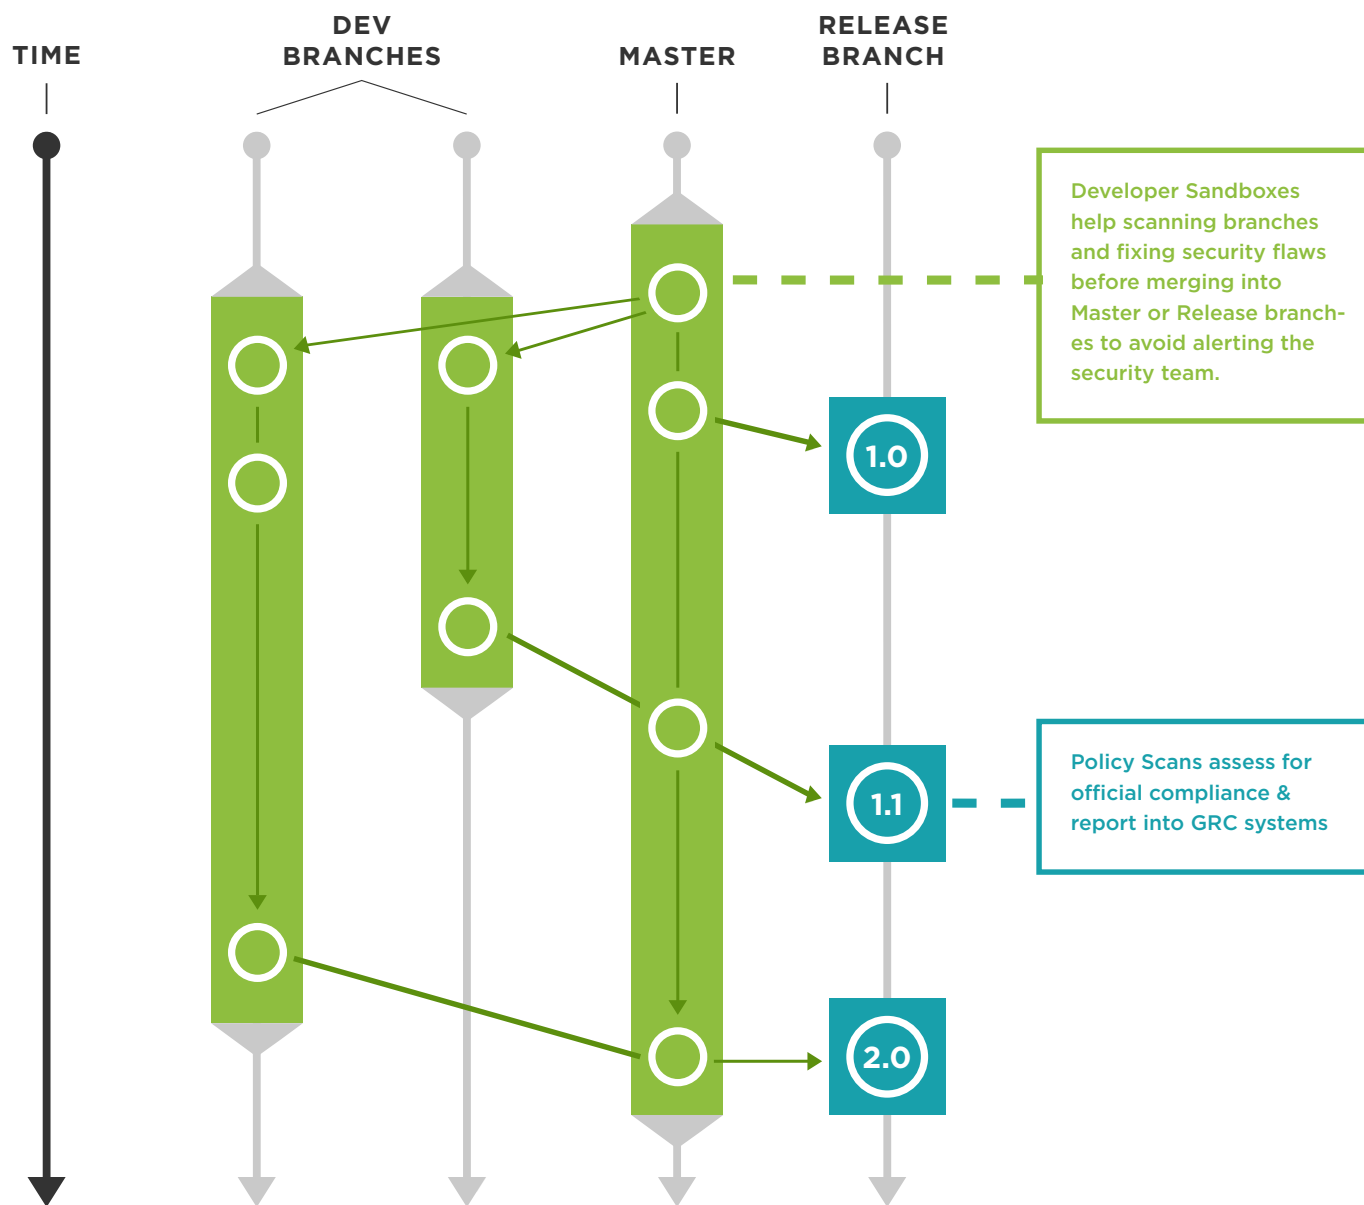 TIME
DEV
BRANCHES
MASTER
RELEASE
BRANCH
Developer Sandboxes
help scanning branches
and fixing security flaws
before merging into
Master or Release branch-
es to avoid alerting the
security team.
1.0
Policy Scans assess for
official compliance &
report into GRC systems
1.1
2.0